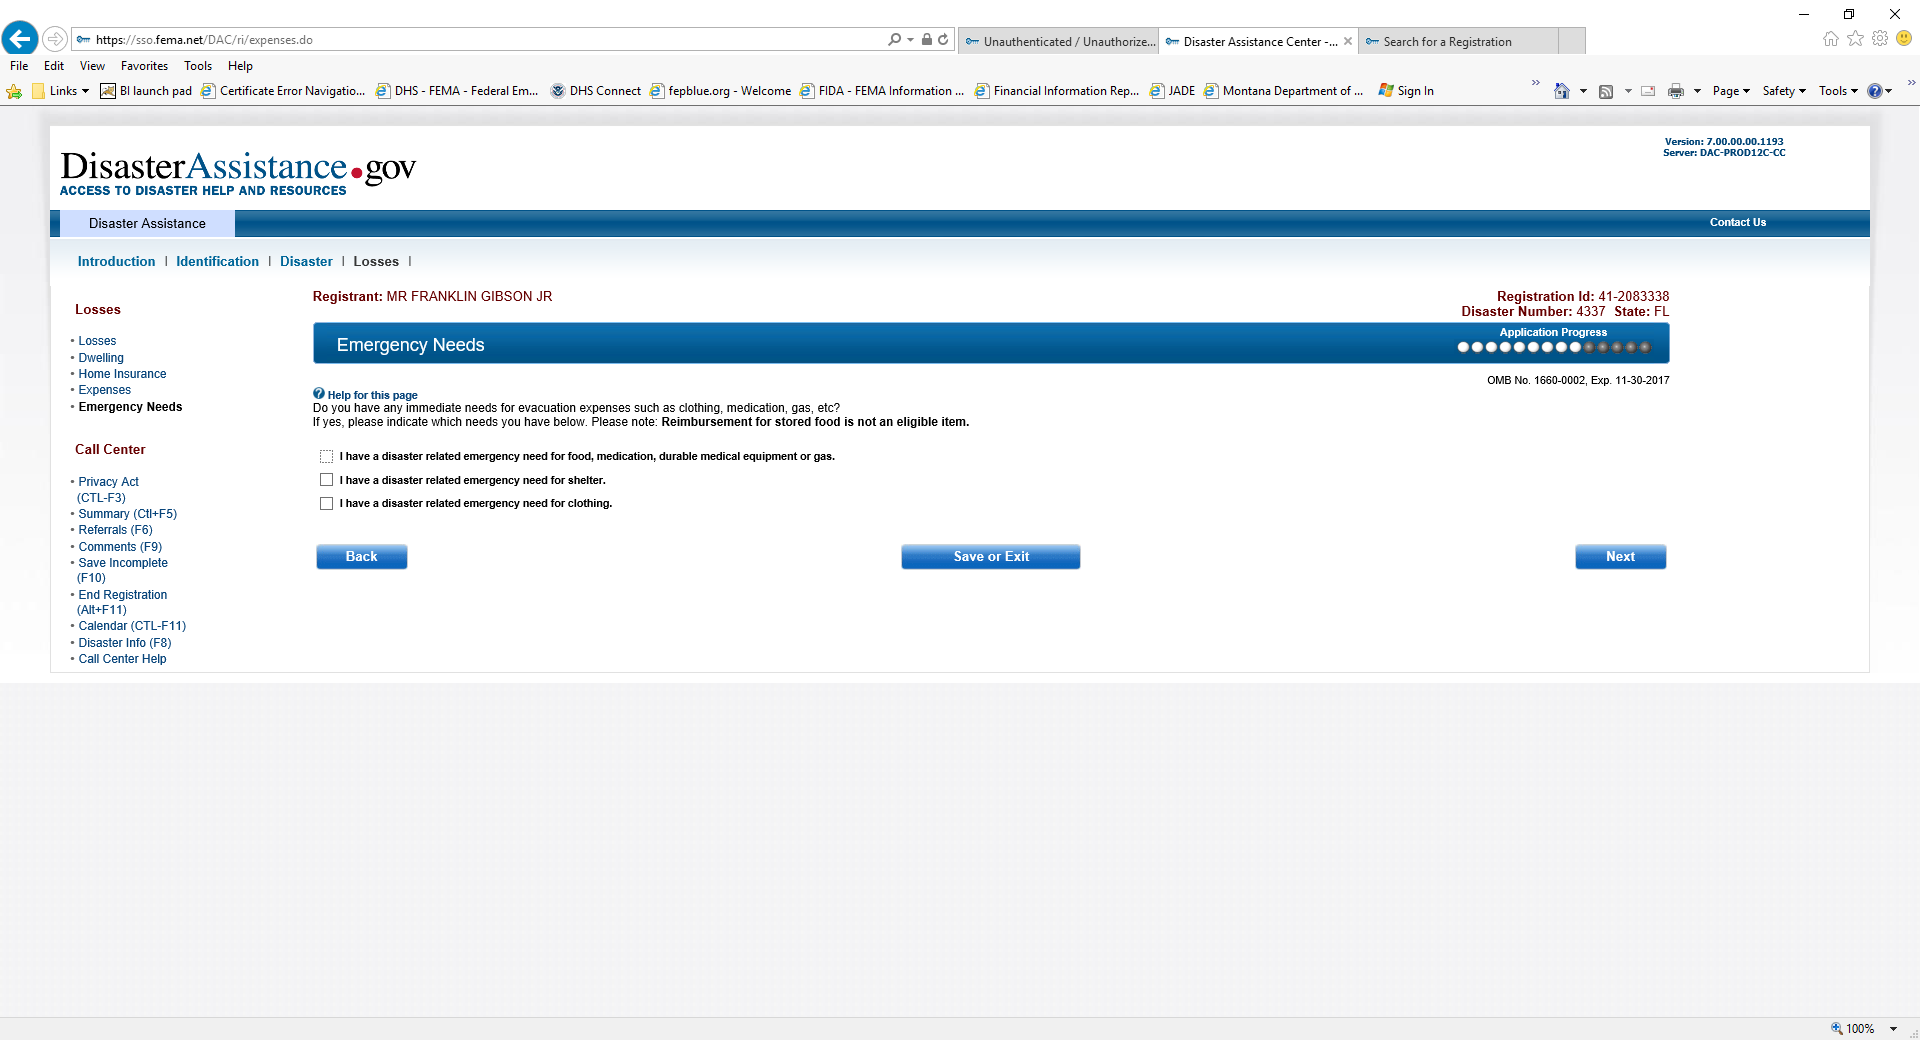 https://sso.fema.net/DAC/ri/expenses.do
Unauthenticated / Unauthorize...
Disaster Assistance Center -...
Search for a Registration
File Edit View Favorites Tools Help
Links
BI launch pad
Certificate Error Navigatio...
DHS - FEMA - Federal Em...
DHS Connect
fepblue.org - Welcome
FIDA - FEMA Information ...
Financial Information Rep...
JADE
Montana Department of ...
Sign In
Page
Safety
Tools
Version: 7.00.00.00.1193
Server: DAC-PROD12C-CC
DisasterAssistance.gov
ACCESS TO DISASTER HELP AND RESOURCES
Disaster Assistance
Contact Us
Introduction | Identification | Disaster | Losses |
Losses
• Losses
• Dwelling
• Home Insurance
• Expenses
• Emergency Needs
Call Center
• Privacy Act
(CTL-F3)
• Summary (Ctl+F5)
• Referrals (F6)
• Comments (F9)
• Save Incomplete
(F10)
• End Registration
(Alt+F11)
• Calendar (CTL-F11)
• Disaster Info (F8)
• Call Center Help
Registrant: MR FRANKLIN GIBSON JR
Registration Id: 41-2083338
Disaster Number: 4337 State: FL
Emergency Needs
Application Progress
OMB No. 1660-0002, Exp. 11-30-2017
? Help for this page
Do you have any immediate needs for evacuation expenses such as clothing, medication, gas, etc?
If yes, please indicate which needs you have below. Please note: Reimbursement for stored food is not an eligible item.
I have a disaster related emergency need for food, medication, durable medical equipment or gas.
I have a disaster related emergency need for shelter.
I have a disaster related emergency need for clothing.
Back
Save or Exit
Next
100%